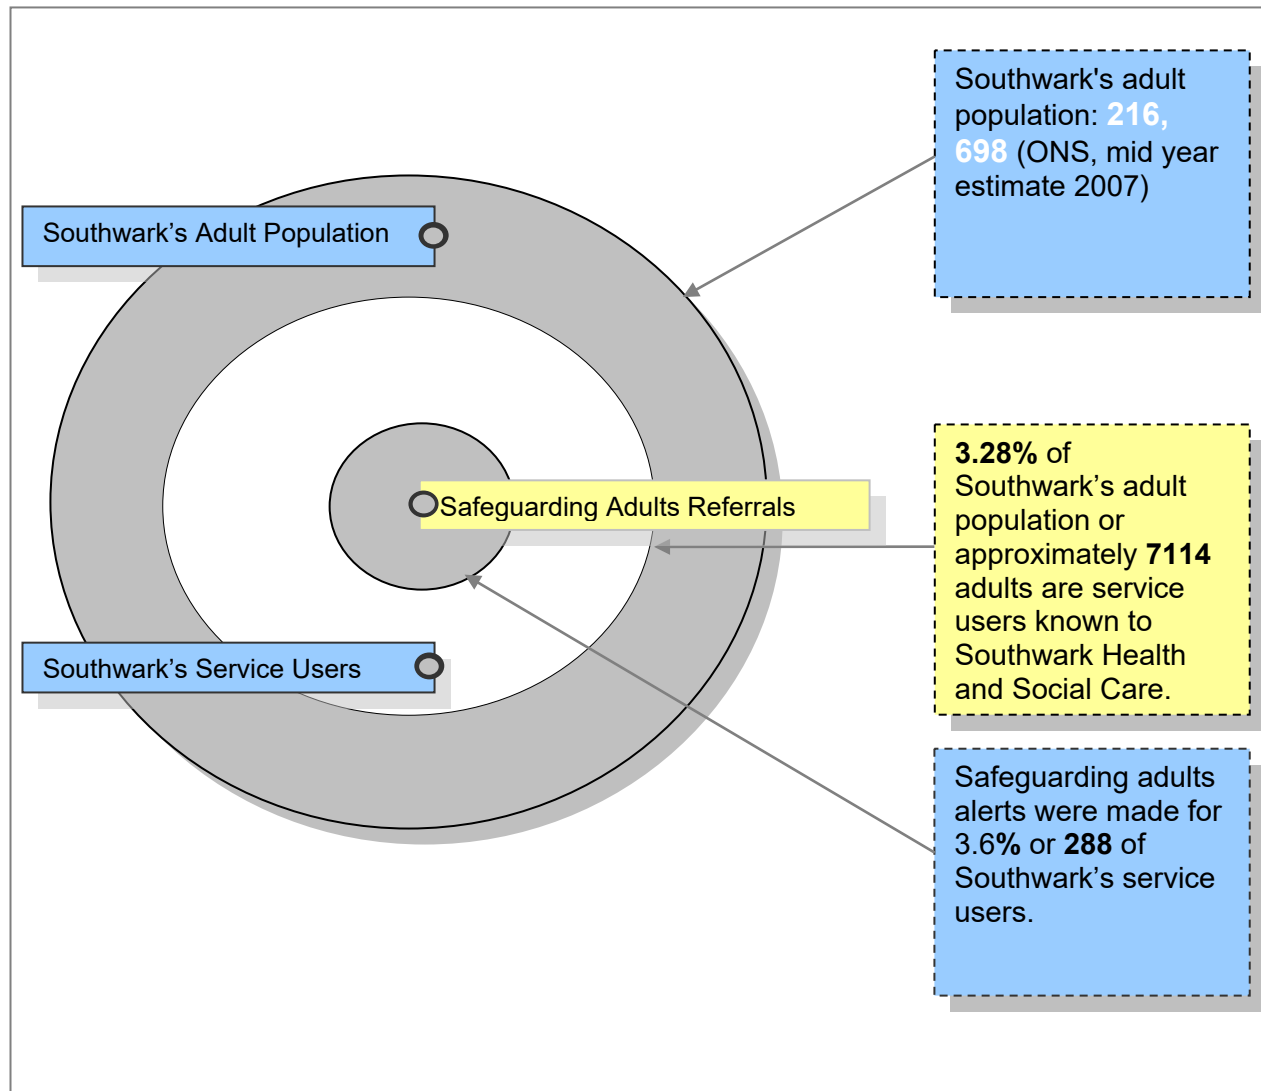 Southwark's adult
population: 216,
698 (ONS, mid year
estimate 2007)
Southwark’s Adult Population
3.28% of
Southwark’s adult
population or
approximately 7114
adults are service
users known to
Southwark Health
and Social Care.
Safeguarding Adults Referrals
Southwark’s Service Users
Safeguarding adults
alerts were made for
3.6% or 288 of
Southwark’s service
users.